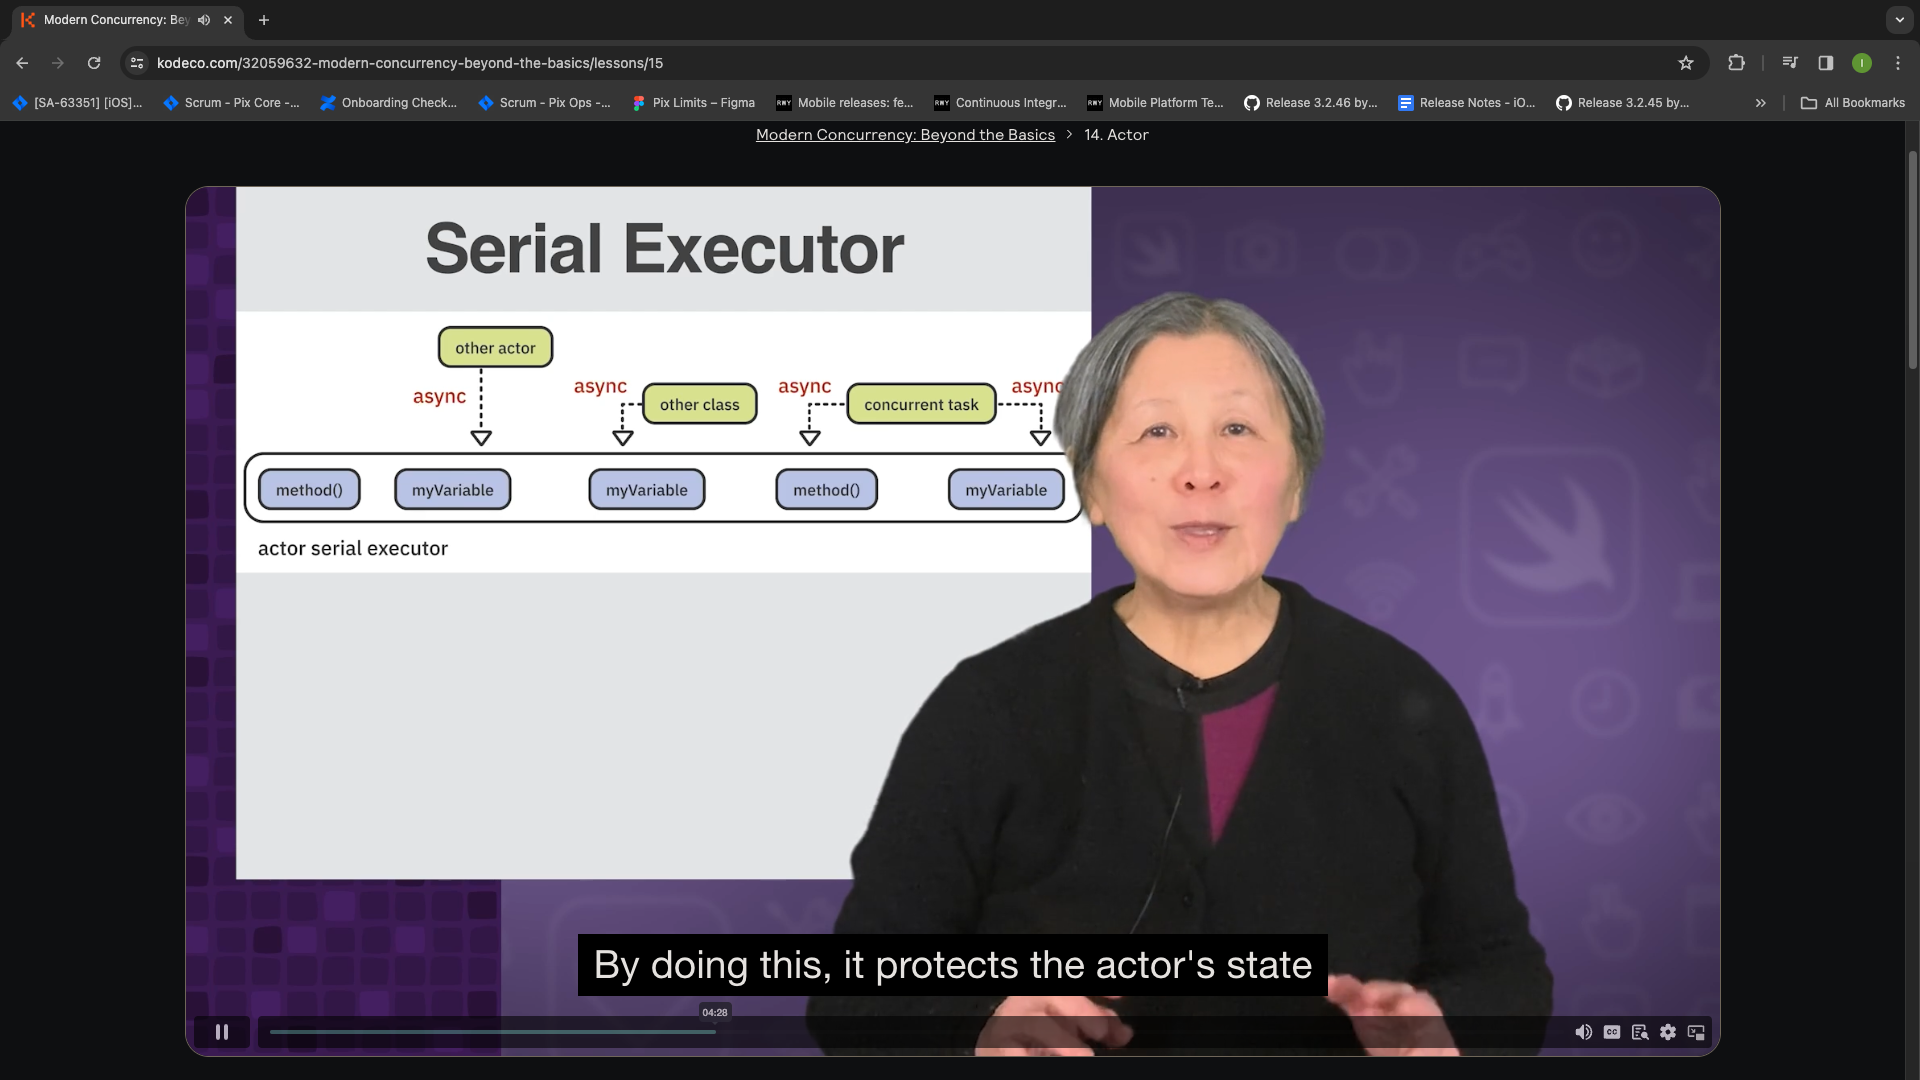 Modern Concurrency: Bey
kodeco.com/32059632-modern-concurrency-beyond-the-basics/lessons/15
I
[SA-63351] [iOS]...
Scrum - Pix Core -...
Onboarding Check...
Scrum - Pix Ops -...
Pix Limits – Figma
RWY
Mobile releases: fe...
RWY
Continuous Integr...
RWY
Mobile Platform Te...
Release 3.2.46 by...
Release Notes - iO...
Release 3.2.45 by...
All Bookmarks
Modern Concurrency: Beyond the Basics > 14. Actor
Serial Executor
other actor
async
async
other class
async
concurrent task
async
method()
myVariable
myVariable
method()
myVariable
actor serial executor
By doing this, it protects the actor's state
04:28
CC